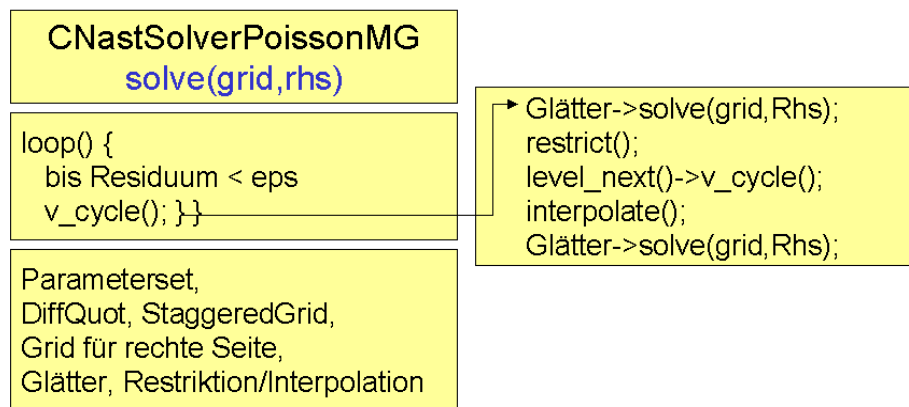 CNastSolverPoissonMG
solve(grid,rhs)
loop() {
bis Residuum < eps
v_cycle(); } }
Glätter->solve(grid,Rhs);
restrict();
level_next()->v_cycle();
interpolate();
Glätter->solve(grid,Rhs);
Parameterset,
DiffQuot, StaggeredGrid,
Grid für rechte Seite,
Glätter, Restriktion/Interpolation